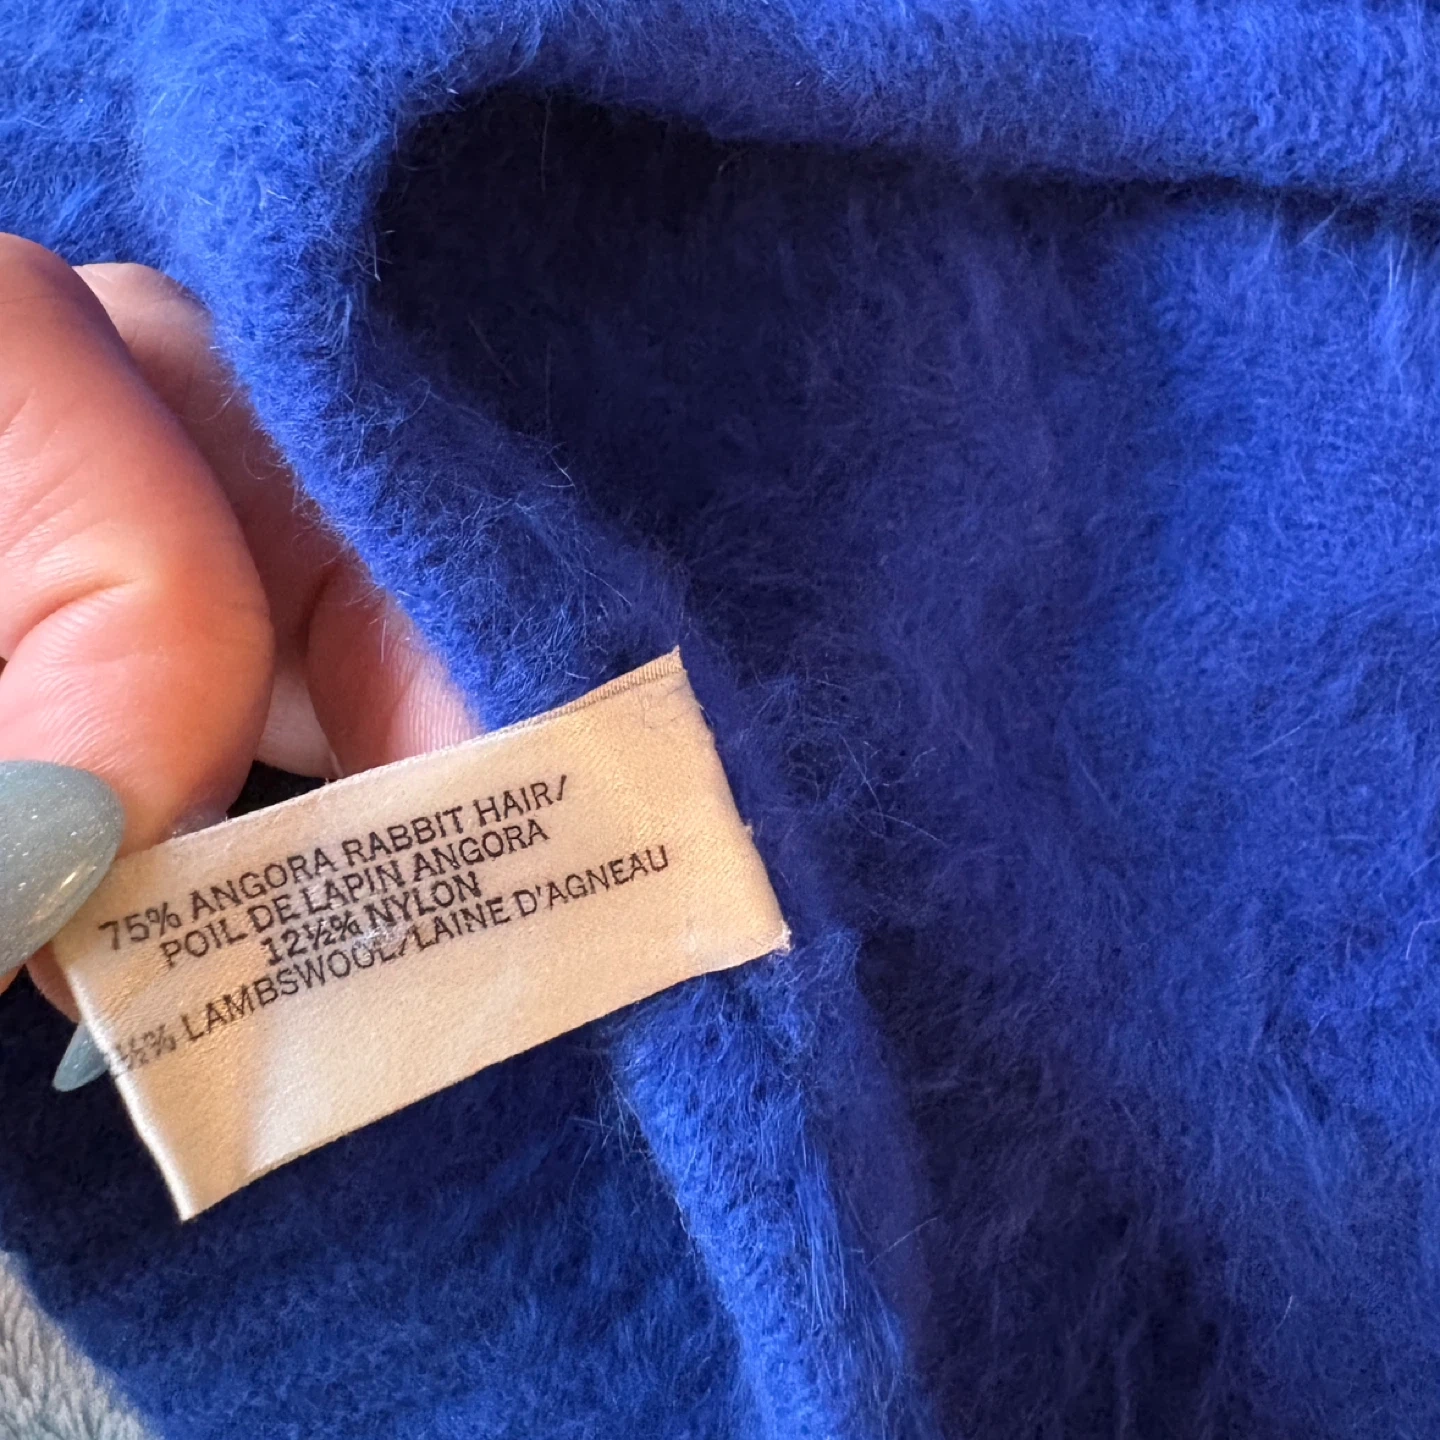 75% ANGORA RABBIT HAIR/
POIL DE LAPIN ANGORA
12½% NYLON
½% LAMBSWOOL/LAINE D'AGNEAU